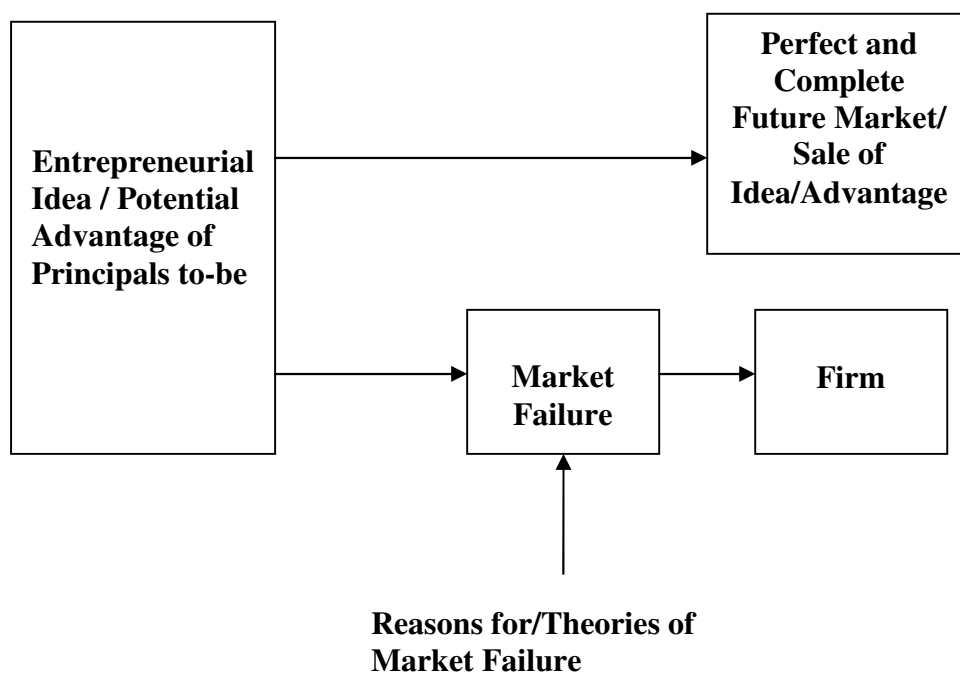 Entrepreneurial
Idea / Potential
Advantage of
Principals to-be
Perfect and
Complete
Future Market/
Sale of
Idea/Advantage
Market
Failure
Firm
Reasons for/Theories of
Market Failure